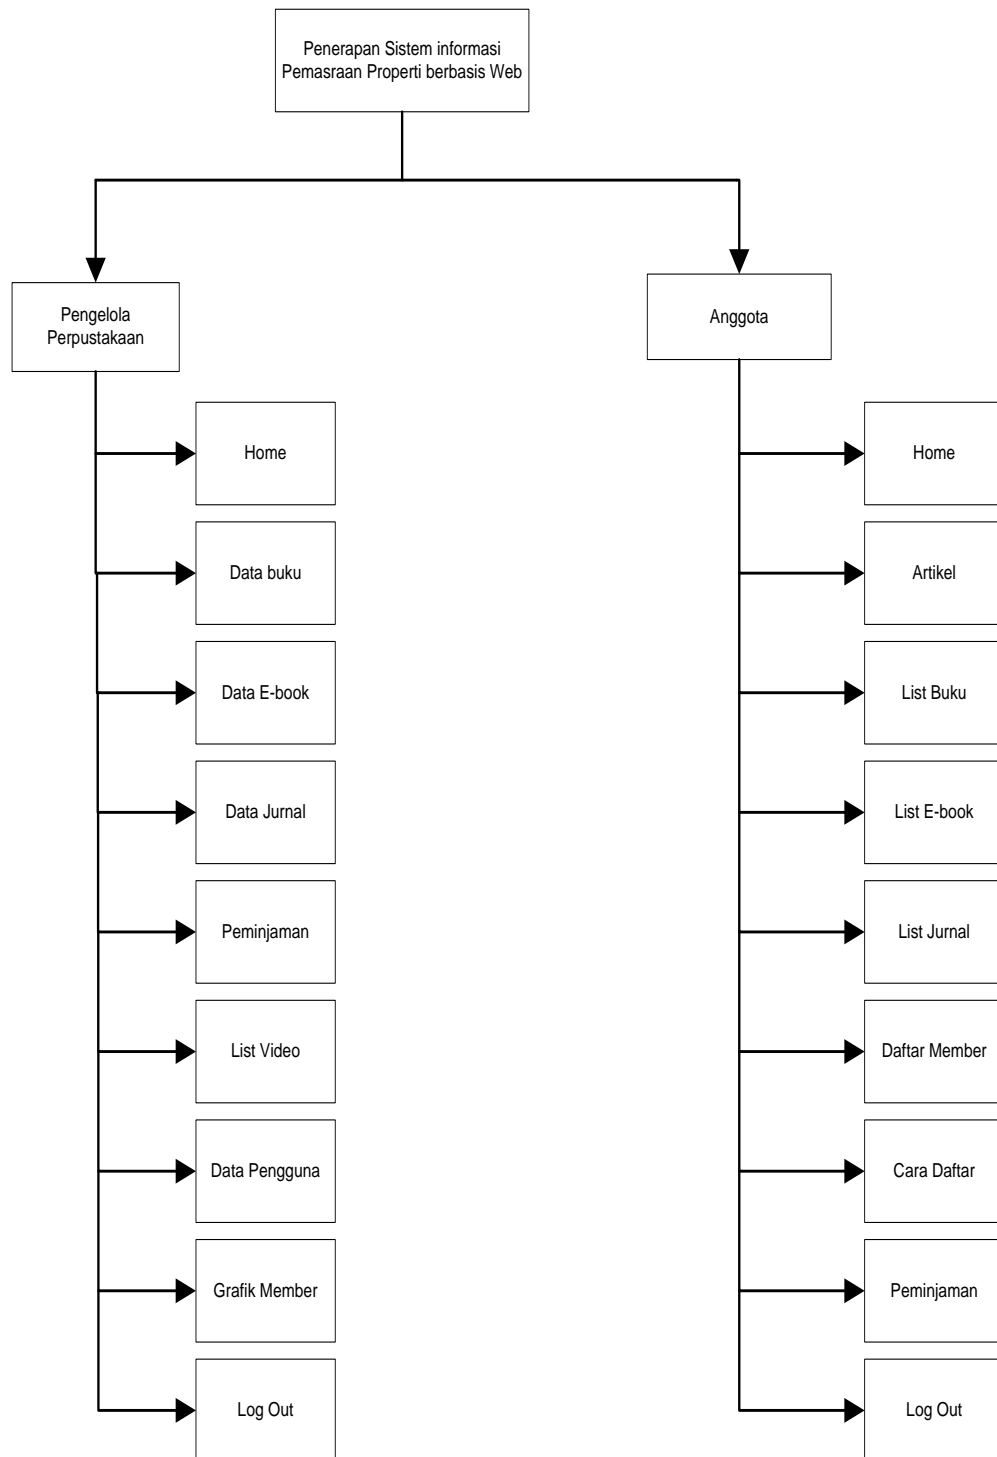 Penerapan Sistem informasi
Pemasraan Properti berbasis Web
Pengelola
Perpustakaan
Anggota
Home
Data buku
Data E-book
Data Jurnal
Peminjaman
List Video
Data Pengguna
Grafik Member
Log Out
Home
Artikel
List Buku
List E-book
List Jurnal
Daftar Member
Cara Daftar
Peminjaman
Log Out